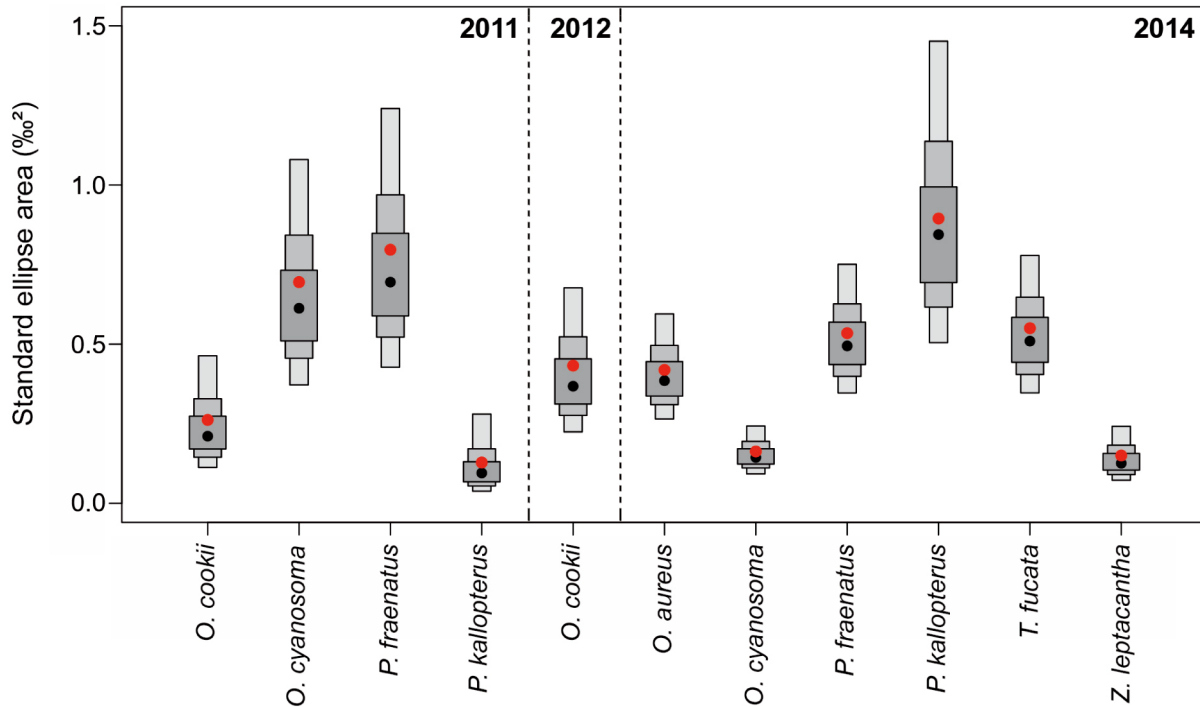 2011
2012
2014
Standard ellipse area (‰²)
1.5
1.0
0.5
0.0
O. cookii
O. cyanosoma
P. fraenatus
P. kallopterus
O. cookii
O. aureus
O. cyanosoma
P. fraenatus
P. kallopterus
T. fucata
Z. leptacantha